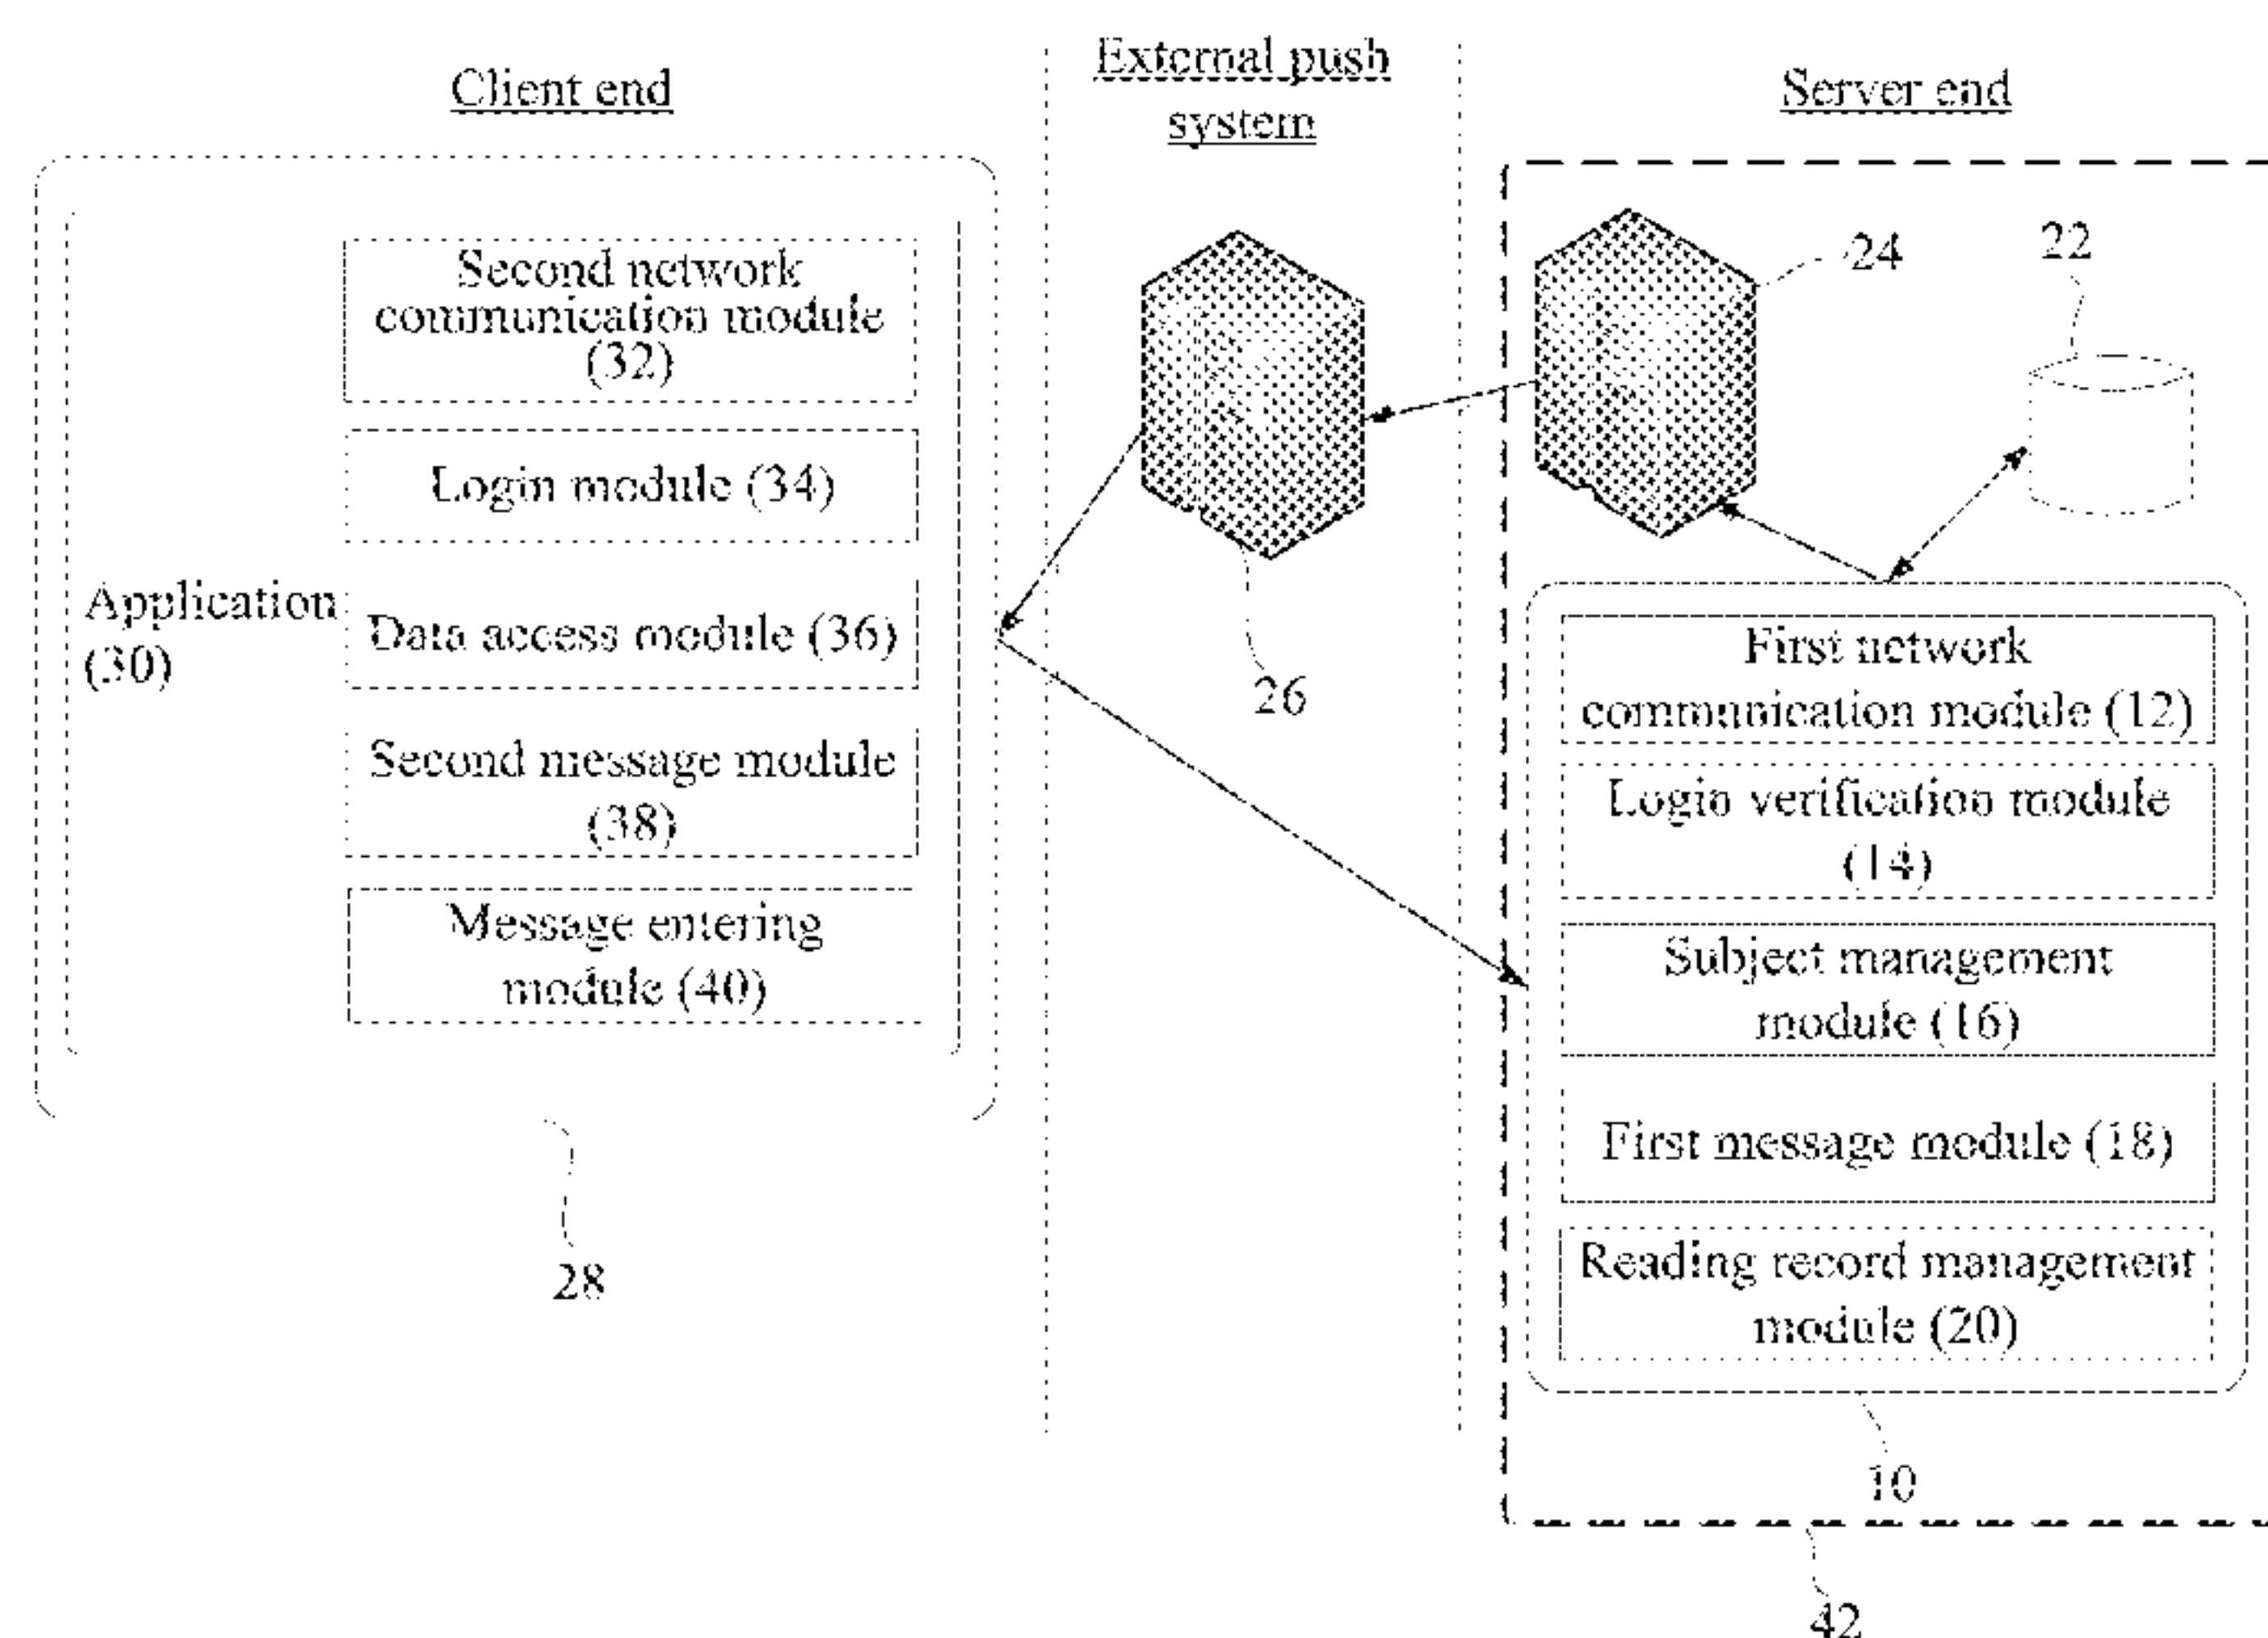 Client end
External push
system
Server end
Second network
communication module
(32)
Login module (34)
Application
(30)
Data access module (36)
Second message module
(38)
Message entering
module (40)
28
26
24
22
First network
communication module (12)
Login verification module
(14)
Subject management
module (16)
First message module (18)
Reading record management
module (20)
10
42